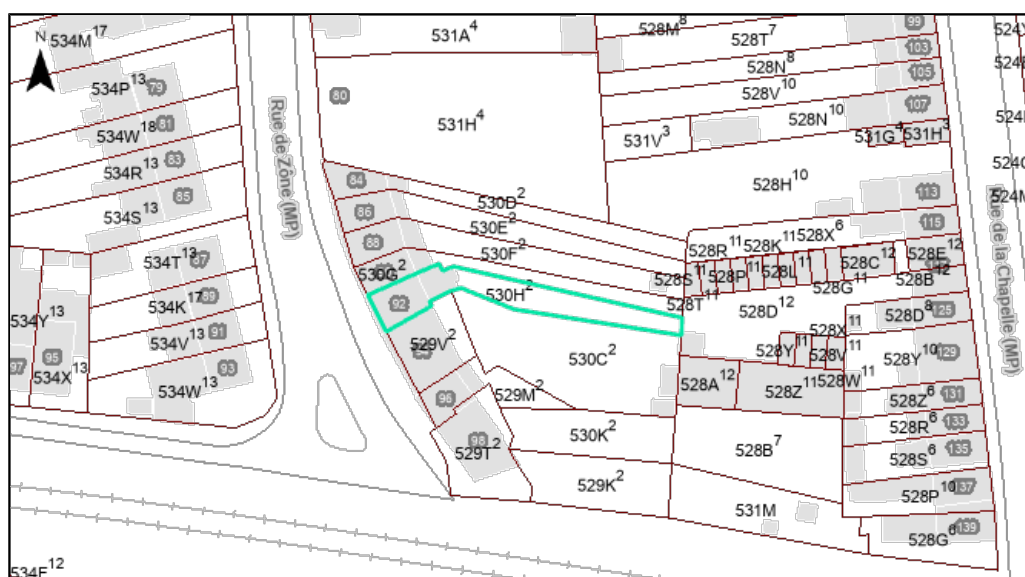 534M¹⁷
531A⁴
528M⁸
528T⁷
99
103
105
107
N
534P¹³
79
80
528N⁸
528V¹⁰
534W¹⁸
81
531H⁴
531V³
528N¹⁰
531G⁴
531H³
534R¹³
83
85
84
528H¹⁰
113
534S¹³
86
530D²
530E²
115
88
530F²
528R¹¹
528K¹¹
528X⁶
528E¹²
534T¹³
87
530G²
528S¹¹
528P¹¹
528L¹¹
528C¹²
528B¹²
534K¹⁷
89
92
530H²
528T¹¹
528G¹¹
528D¹²
534Y¹³
534V¹³
91
529V²
528X¹¹
528D⁸
125
97
95
534X¹³
93
530C²
528Y¹¹
528V¹¹
528Y¹⁰
129
534W¹³
96
529M²
528A¹²
528Z¹¹
528W¹¹
528Z⁶
131
98
529T²
530K²
528B⁷
528R⁶
133
528S⁶
135
529K²
528P¹⁰
137
531M
528G⁶
139
534F¹²
Rue de Zône (MP)
Rue de la Chapelle (MP)